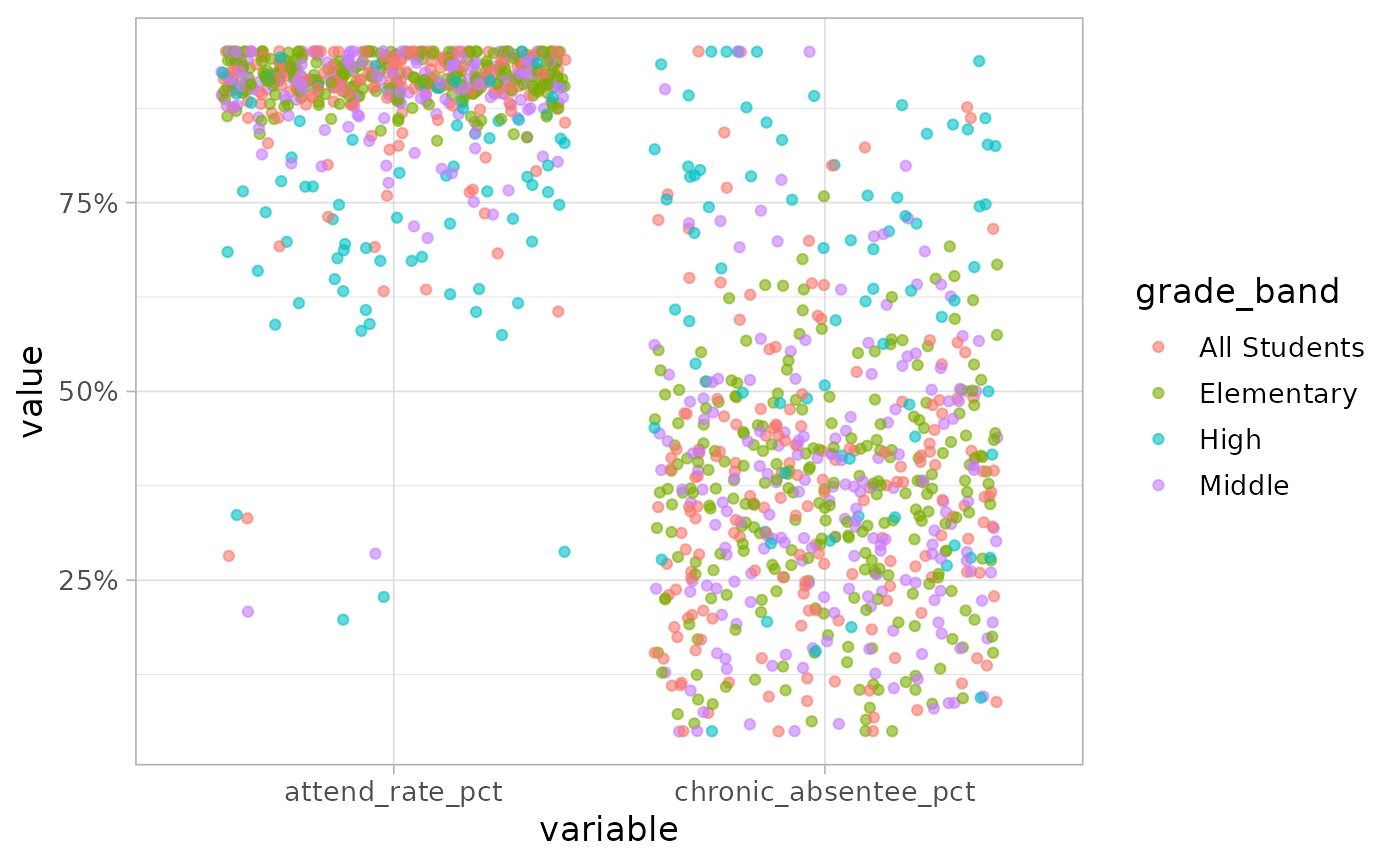 75%
50%
25%
value
attend_rate_pct
chronic_absentee_pct
variable
grade_band
All Students
Elementary
High
Middle